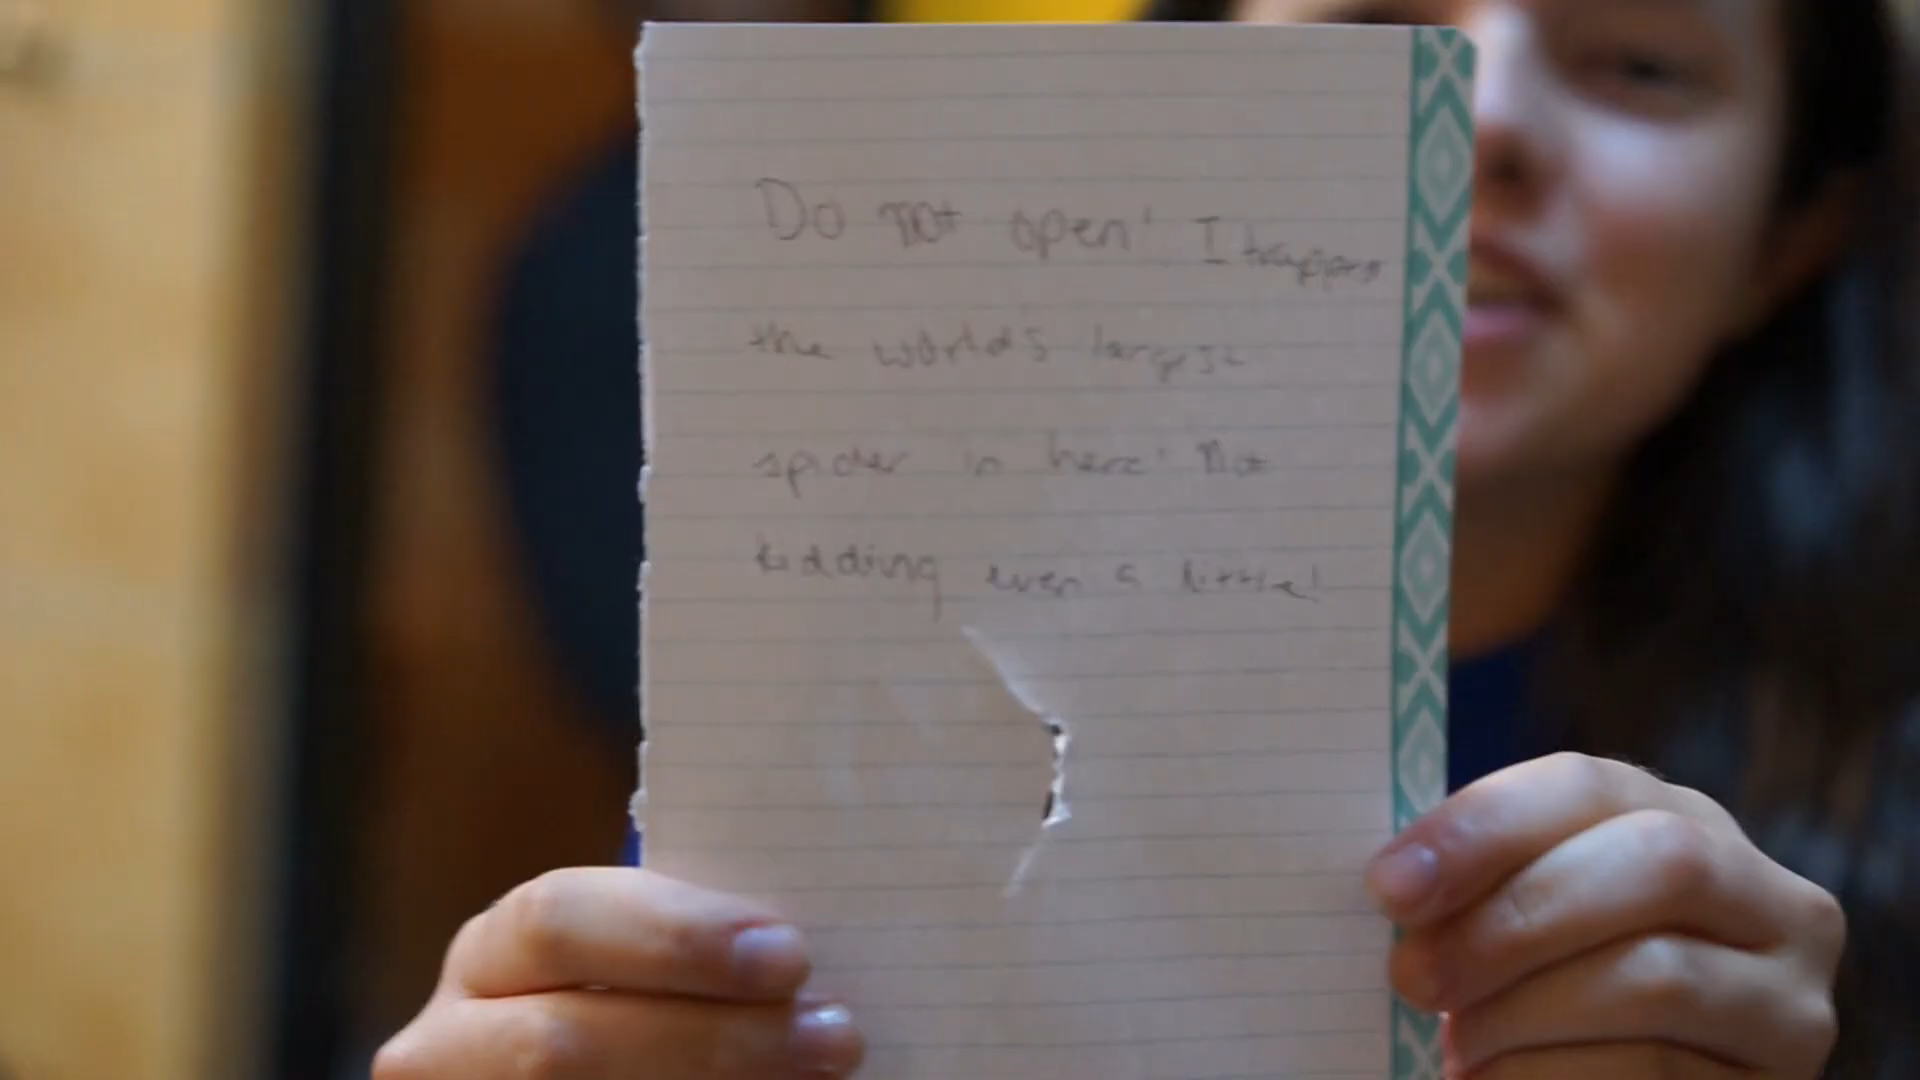 Do not open! I trapped
the world's largest
spider in here! Not
kidding even a little!